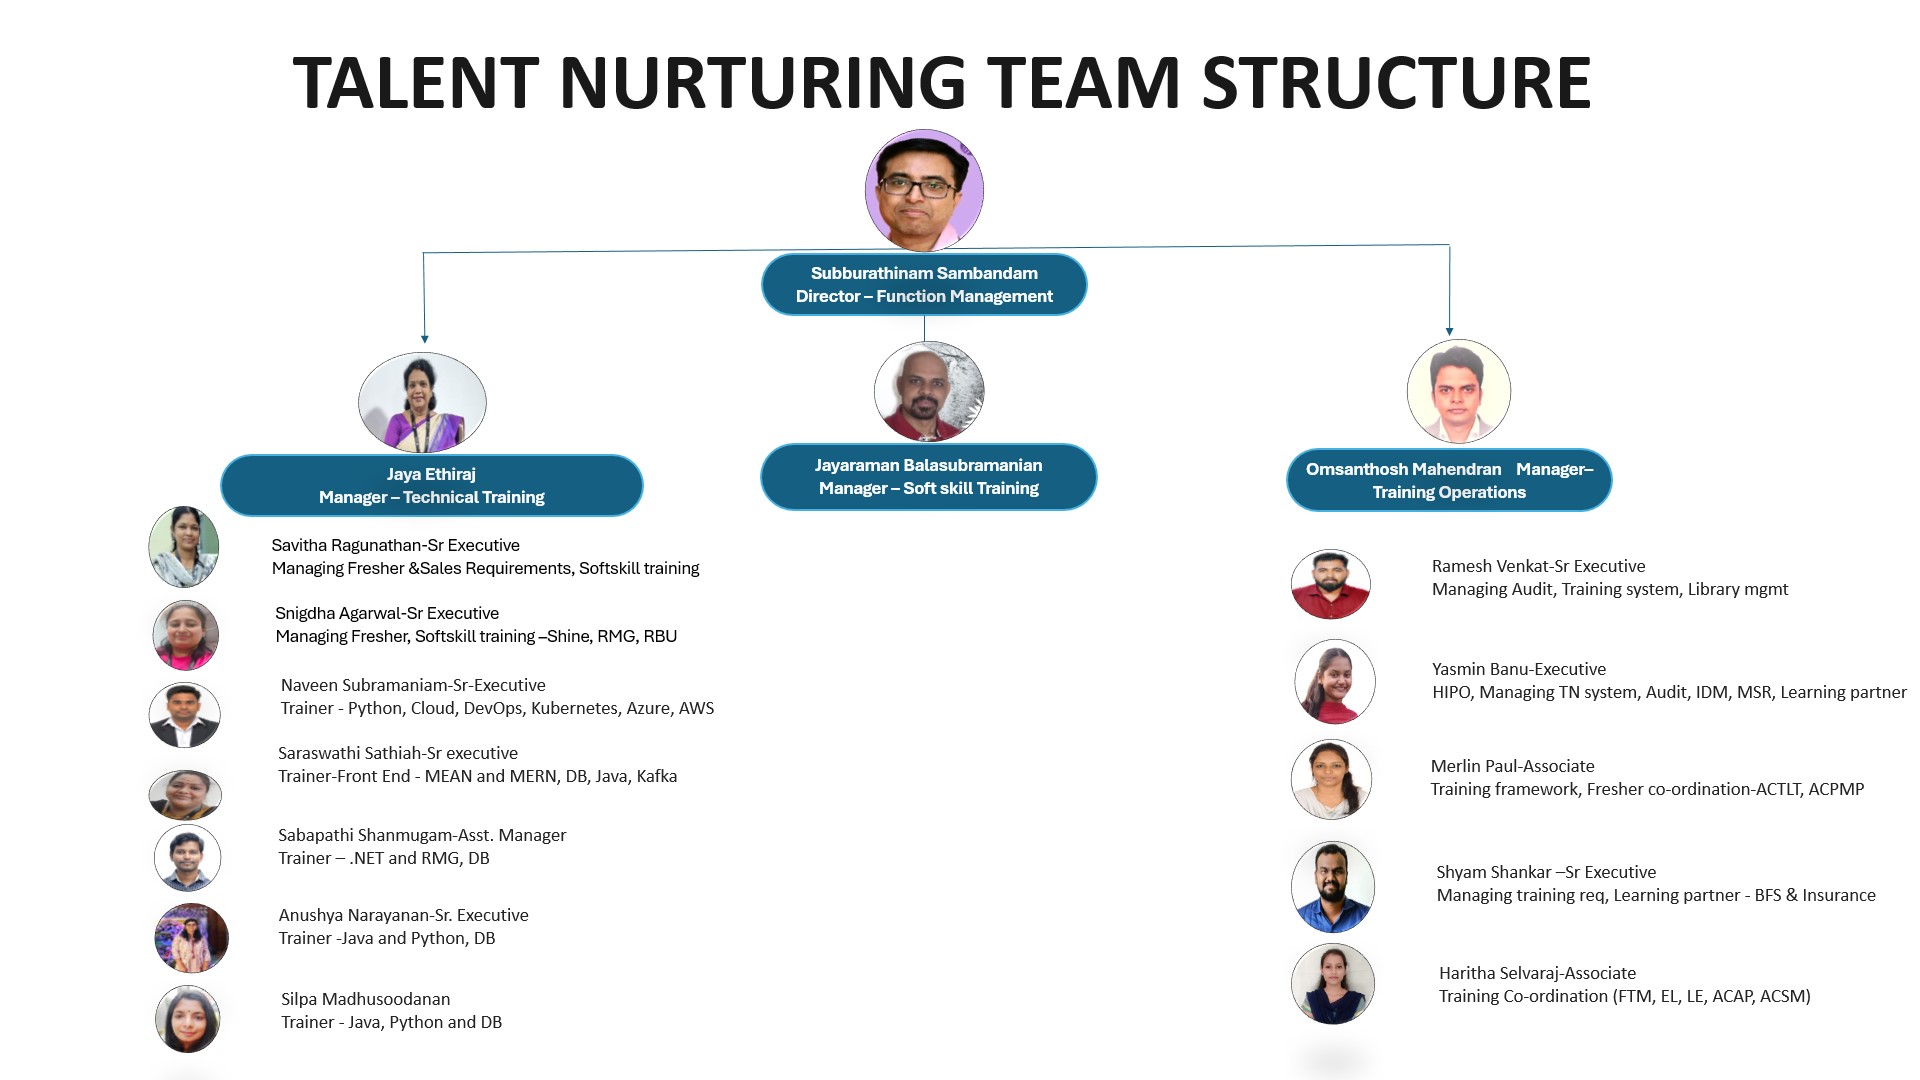 TALENT NURTURING TEAM STRUCTURE
Subburathinam Sambandam
Director – Function Management
Jaya Ethiraj
Manager – Technical Training
Jayaraman Balasubramanian
Manager – Soft skill Training
Omsanthosh Mahendran Manager–
Training Operations
Savitha Ragunathan-Sr Executive
Managing Fresher &Sales Requirements, Softskill training
Snigdha Agarwal-Sr Executive
Managing Fresher, Softskill training –Shine, RMG, RBU
Naveen Subramaniam-Sr-Executive
Trainer - Python, Cloud, DevOps, Kubernetes, Azure, AWS
Saraswathi Sathiah-Sr executive
Trainer-Front End - MEAN and MERN, DB, Java, Kafka
Sabapathi Shanmugam-Asst. Manager
Trainer – .NET and RMG, DB
Anushya Narayanan-Sr. Executive
Trainer -Java and Python, DB
Silpa Madhusoodanan
Trainer - Java, Python and DB
Ramesh Venkat-Sr Executive
Managing Audit, Training system, Library mgmt
Yasmin Banu-Executive
HIPO, Managing TN system, Audit, IDM, MSR, Learning partner
Merlin Paul-Associate
Training framework, Fresher co-ordination-ACTLT, ACPMP
Shyam Shankar –Sr Executive
Managing training req, Learning partner - BFS & Insurance
Haritha Selvaraj-Associate
Training Co-ordination (FTM, EL, LE, ACAP, ACSM)